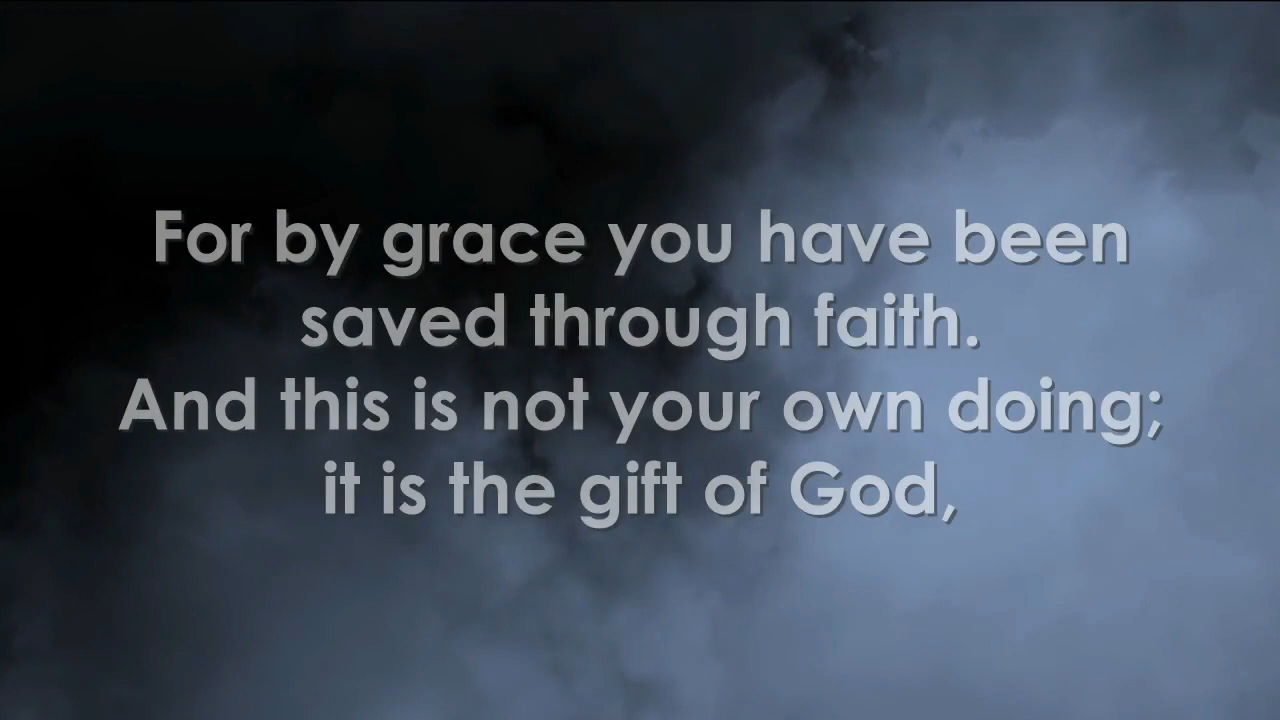 For by grace you have been
saved through faith.
And this is not your own doing;
it is the gift of God,